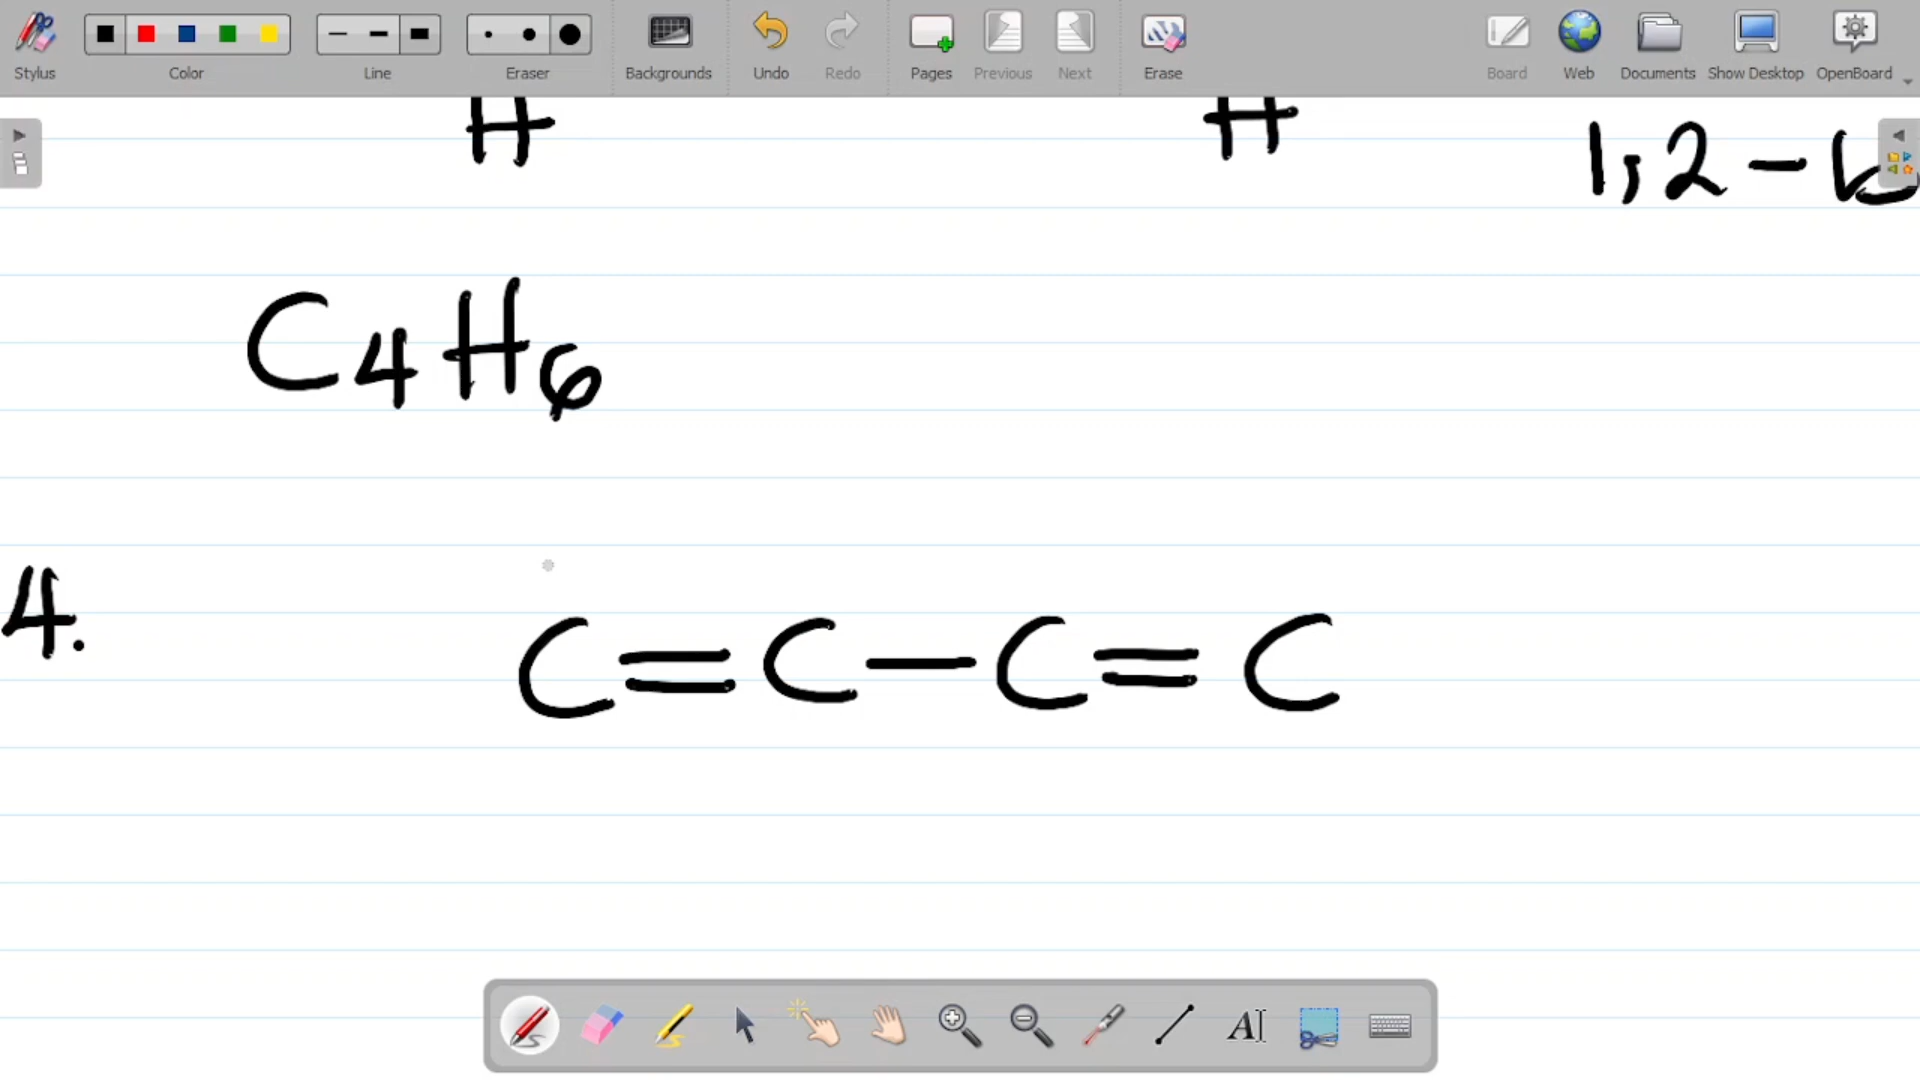 Stylus Color Line Eraser Backgrounds Undo Redo Pages Previous Next Erase Board Web Documents Show Desktop OpenBoard
H H
1,2-b
C4H6
4. C=C-C=C
AI